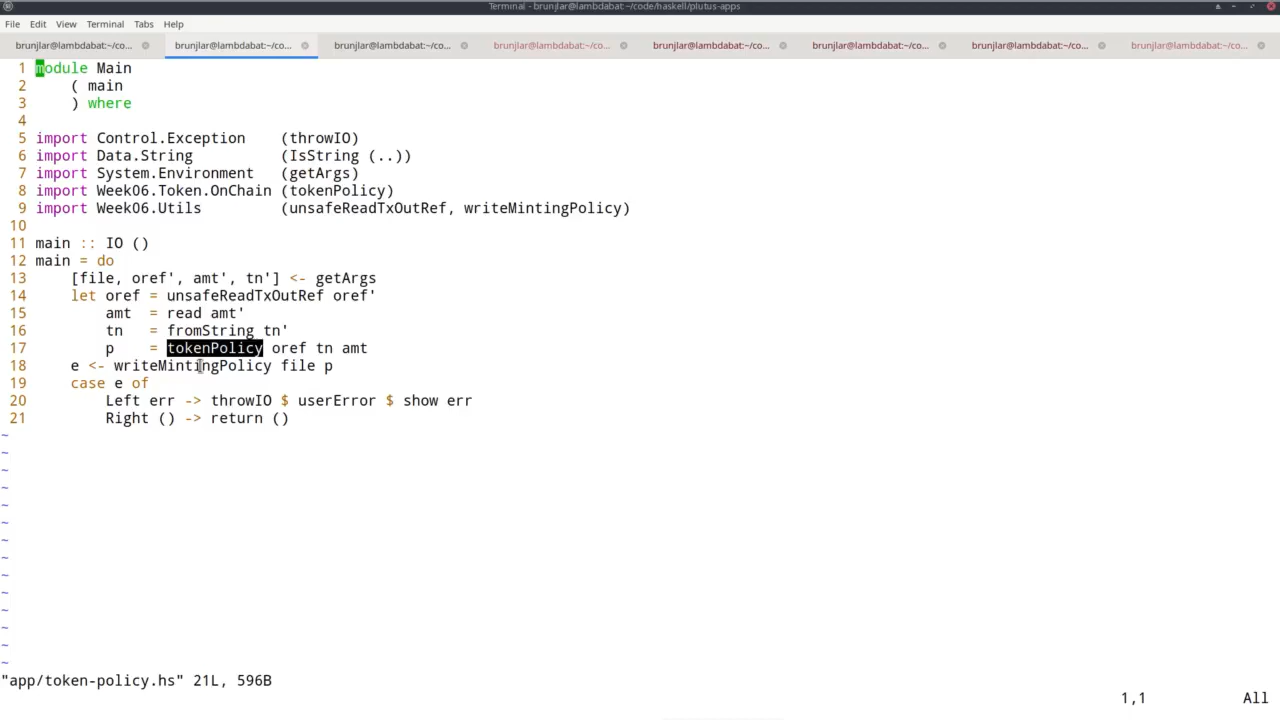 Terminal - brunjlar@lambdabat:~/code/haskell/plutus-apps
File Edit View Terminal Tabs Help
brunjlar@lambdabat:~/co... brunjlar@lambdabat:~/co... brunjlar@lambdabat:~/co... brunjlar@lambdabat:~/co... brunjlar@lambdabat:~/co... brunjlar@lambdabat:~/co... brunjlar@lambdabat:~/co... brunjlar@lambdabat:~/co...
1 module Main
2     ( main
3     ) where
4
5 import Control.Exception    (throwIO)
6 import Data.String          (IsString (..))
7 import System.Environment   (getArgs)
8 import Week06.Token.OnChain (tokenPolicy)
9 import Week06.Utils         (unsafeReadTxOutRef, writeMintingPolicy)
10
11 main :: IO ()
12 main = do
13     [file, oref', amt', tn'] <- getArgs
14     let oref = unsafeReadTxOutRef oref'
15         amt  = read amt'
16         tn   = fromString tn'
17         p    = tokenPolicy oref tn amt
18     e <- writeMintingPolicy file p
19     case e of
20         Left err -> throwIO $ userError $ show err
21         Right () -> return ()
~
~
~
~
~
~
~
~
~
~
~
~
~
~
"app/token-policy.hs" 21L, 596B
1,1 All